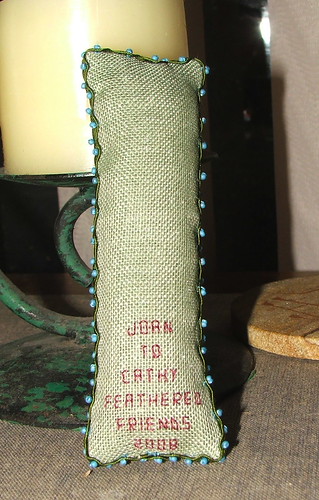 JOAN
TO
CATHY
FEATHERED
FRIENDS
2008